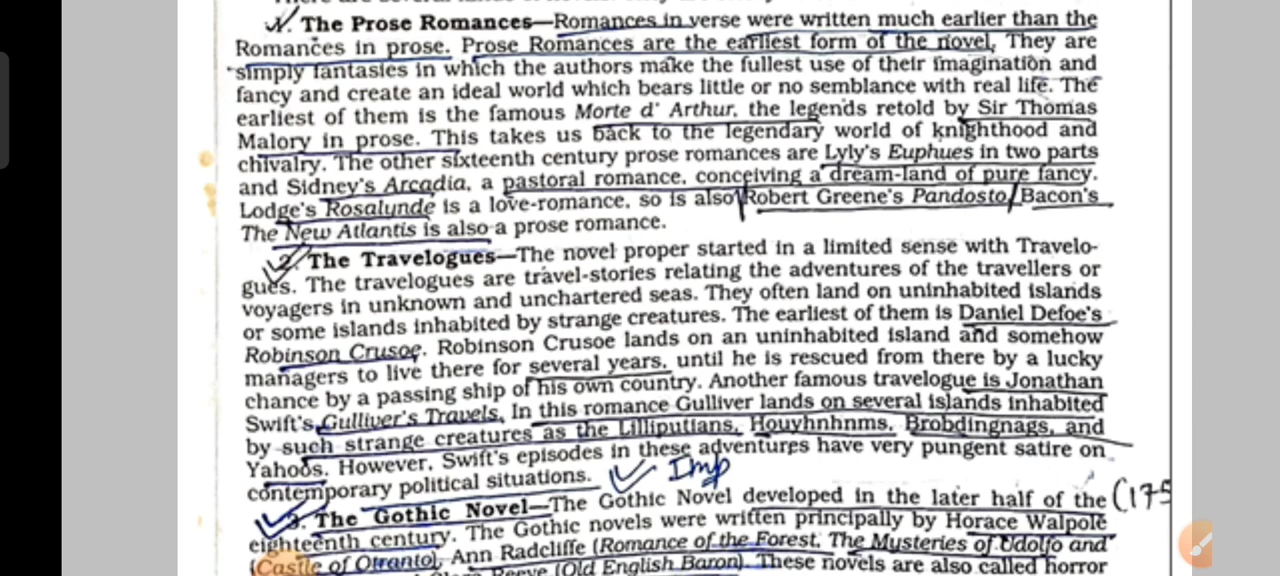 1. The Prose Romances—Romances in verse were written much earlier than the
Romances in prose. Prose Romances are the earliest form of the novel. They are
simply fantasies in which the authors make the fullest use of their imagination and
fancy and create an ideal world which bears little or no semblance with real life. The
earliest of them is the famous Morte d' Arthur, the legends retold by Sir Thomas
Malory in prose. This takes us back to the legendary world of knighthood and
chivalry. The other sixteenth century prose romances are Lyly's Euphues in two parts
and Sidney's Arcadia, a pastoral romance, conceiving a dream-land of pure fancy.
Lodge's Rosalynde is a love-romance, so is also Robert Greene's Pandosto/Bacon's
The New Atlantis is also a prose romance.
2. The Travelogues—The novel proper started in a limited sense with Travelo-
gues. The travelogues are travel-stories relating the adventures of the travellers or
voyagers in unknown and unchartered seas. They often land on uninhabited islands
or some islands inhabited by strange creatures. The earliest of them is Daniel Defoe's
Robinson Crusoe. Robinson Crusoe lands on an uninhabited island and somehow
managers to live there for several years, until he is rescued from there by a lucky
chance by a passing ship of his own country. Another famous travelogue is Jonathan
Swift's Gulliver's Travels. In this romance Gulliver lands on several islands inhabited
by such strange creatures as the Lilliputians, Houyhnhnms, Brobdingnags, and
Yahoos. However, Swift's episodes in these adventures have very pungent satire on
contemporary political situations. Imp
3. The Gothic Novel—The Gothic Novel developed in the later half of the (175
eighteenth century. The Gothic novels were written principally by Horace Walpole
(Castle of Otranto), Ann Radcliffe (Romance of the Forest, The Mysteries of Udolfo and
Reeve (Old English Baron). These novels are also called horror